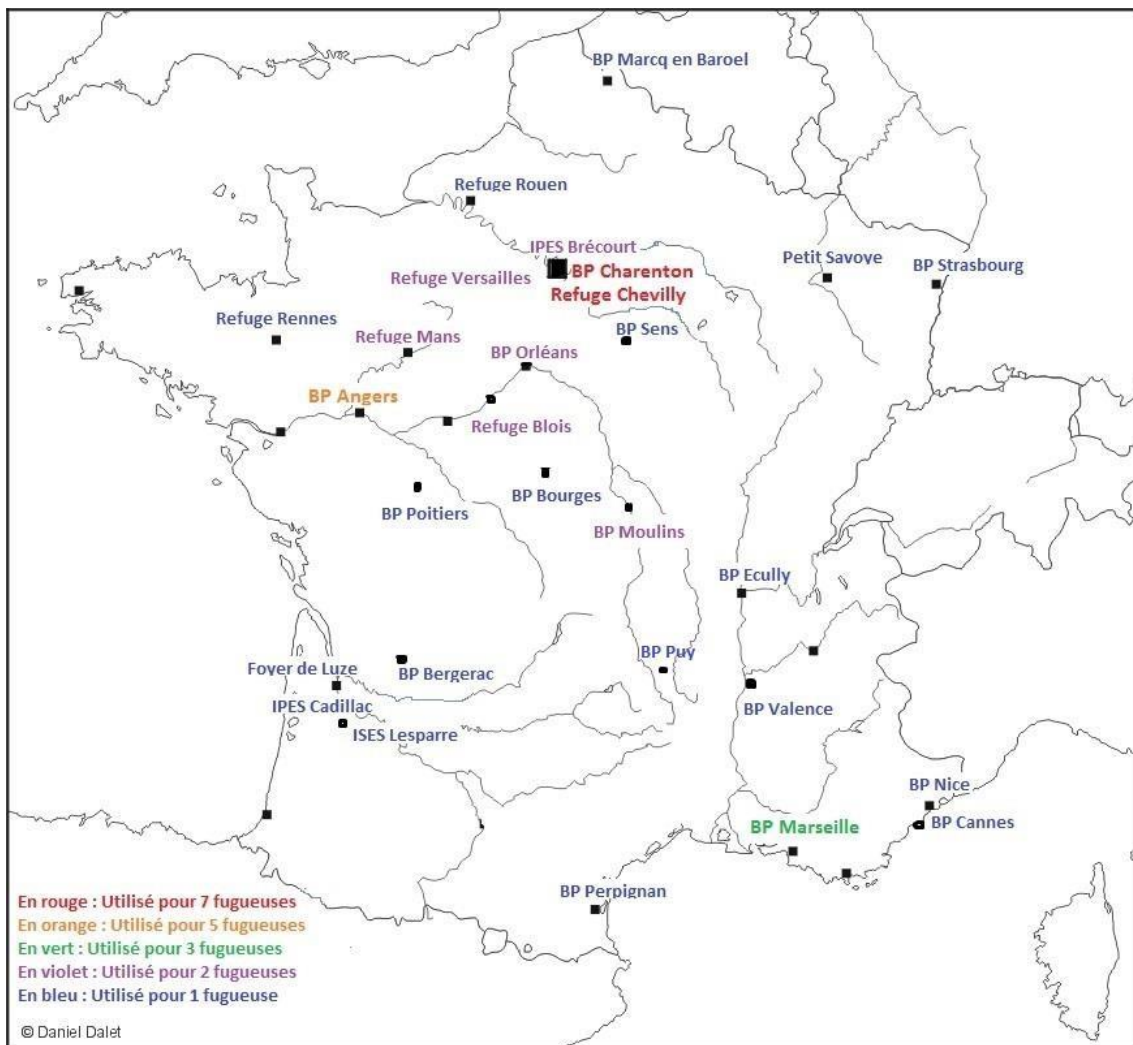 BP Marcq en Baroel
Refuge Rouen
IPES Brécourt
BP Charenton
Refuge Versailles
Refuge Chevilly
Petit Savoye
BP Strasbourg
Refuge Rennes
Refuge Mans
BP Sens
BP Orléans
BP Angers
Refuge Blois
BP Bourges
BP Poitiers
BP Moulins
BP Ecully
BP Puy
BP Bergerac
Foyer de Luze
IPES Cadillac
BP Valence
ISES Lesparre
BP Nice
BP Cannes
BP Marseille
BP Perpignan
En rouge : Utilisé pour 7 fugueuses
En orange : Utilisé pour 5 fugueuses
En vert : Utilisé pour 3 fugueuses
En violet : Utilisé pour 2 fugueuses
En bleu : Utilisé pour 1 fugueuse
© Daniel Dalet